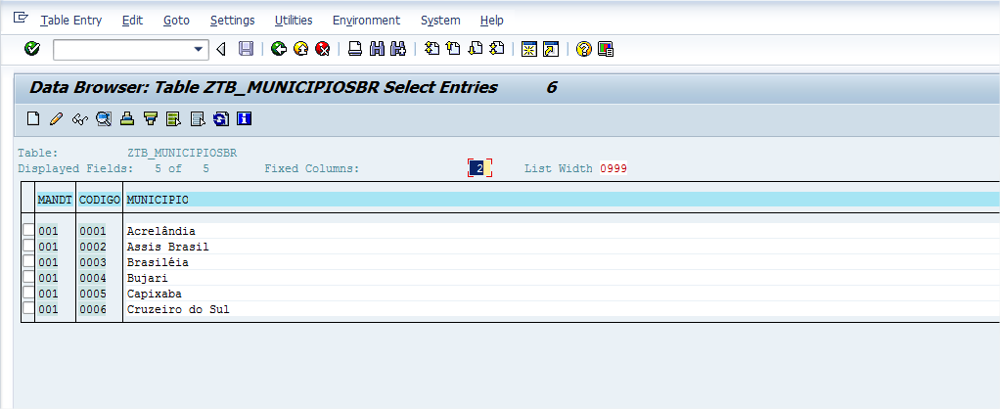 Table Entry Edit Goto Settings Utilities Environment System Help
Data Browser: Table ZTB_MUNICIPIOSBR Select Entries 6
Table: ZTB_MUNICIPIOSBR
Displayed Fields: 5 of 5 Fixed Columns: 2 List Width 0999
MANDT CODIGO MUNICIPIO
001 0001 Acrelândia
001 0002 Assis Brasil
001 0003 Brasiléia
001 0004 Bujari
001 0005 Capixaba
001 0006 Cruzeiro do Sul